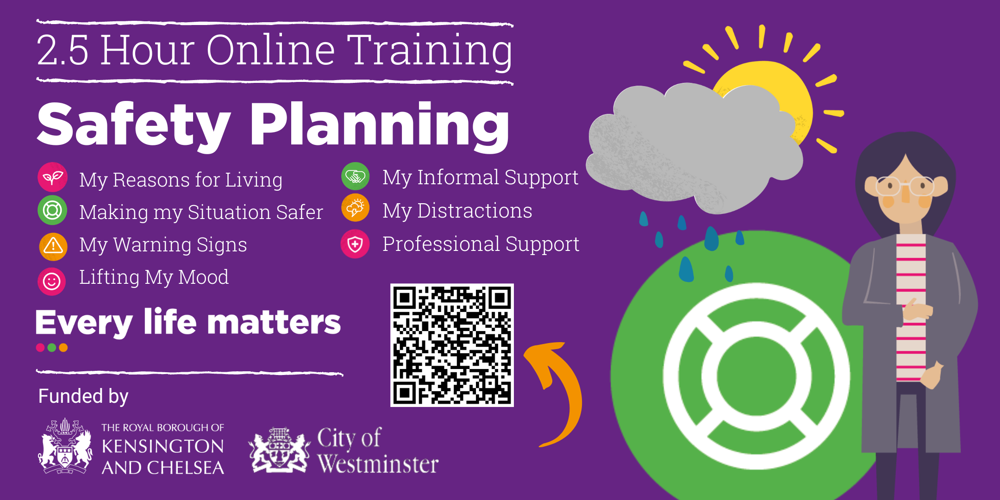 2.5 Hour Online Training
Safety Planning
My Reasons for Living
Making my Situation Safer
My Warning Signs
Lifting My Mood
My Informal Support
My Distractions
Professional Support
Every life matters
Funded by
THE ROYAL BOROUGH OF
KENSINGTON
AND CHELSEA
City of
Westminster